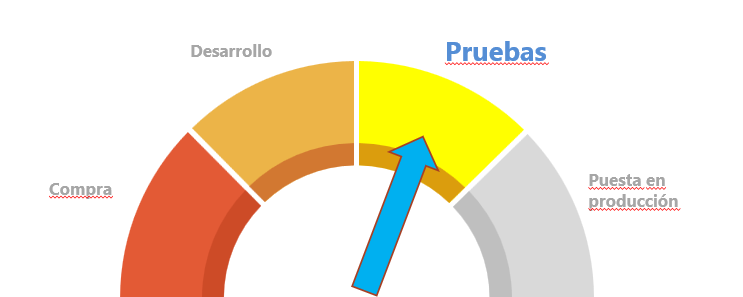 Desarrollo
Pruebas
Compra
Puesta en
producción